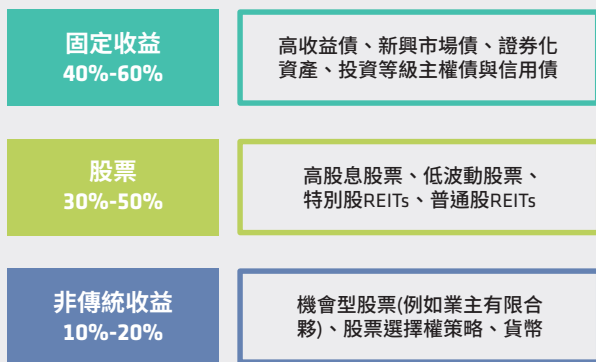 固定收益
40%-60%
高收益債、新興市場債、證券化
資產、投資等級主權債與信用債
股票
30%-50%
高股息股票、低波動股票、
特別股REITs、普通股REITs
非傳統收益
10%-20%
機會型股票(例如業主有限合
夥)、股票選擇權策略、貨幣